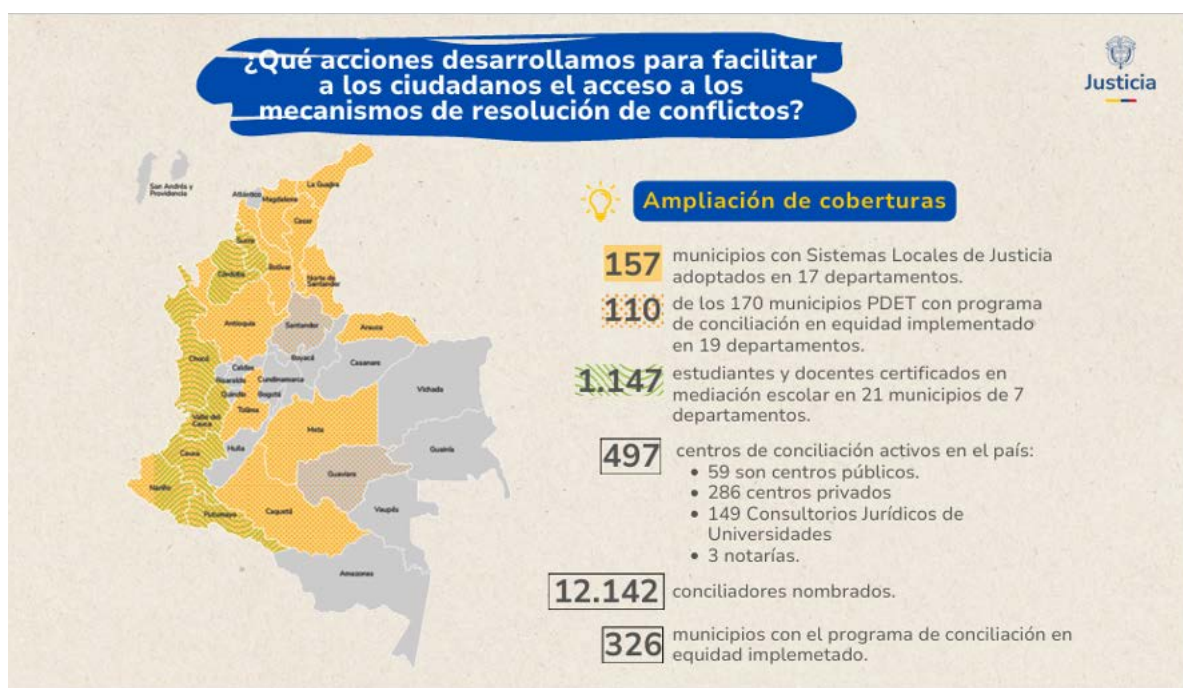 ¿Qué acciones desarrollamos para facilitar
a los ciudadanos el acceso a los
mecanismos de resolución de conflictos?
Justicia
San Andrés y
Providencia
Atlántico
La Guajira
Magdalena
Cesar
Sucre
Córdoba
Bolívar
Norte de
Santander
Antioquia
Santander
Arauca
Chocó
Boyacá
Caldas
Casanare
Risaralda
Cundinamarca
Vichada
Quindío
Bogotá
Tolima
Valle del
Cauca
Meta
Cauca
Huila
Guainía
Guaviare
Nariño
Putumayo
Caquetá
Vaupés
Amazonas
Ampliación de coberturas
157 municipios con Sistemas Locales de Justicia
adoptados en 17 departamentos.
110 de los 170 municipios PDET con programa
de conciliación en equidad implementado
en 19 departamentos.
1.147 estudiantes y docentes certificados en
mediación escolar en 21 municipios de 7
departamentos.
497 centros de conciliación activos en el país:
• 59 son centros públicos.
• 286 centros privados
• 149 Consultorios Jurídicos de
Universidades
• 3 notarías.
12.142 conciliadores nombrados.
326 municipios con el programa de conciliación en
equidad implemetado.